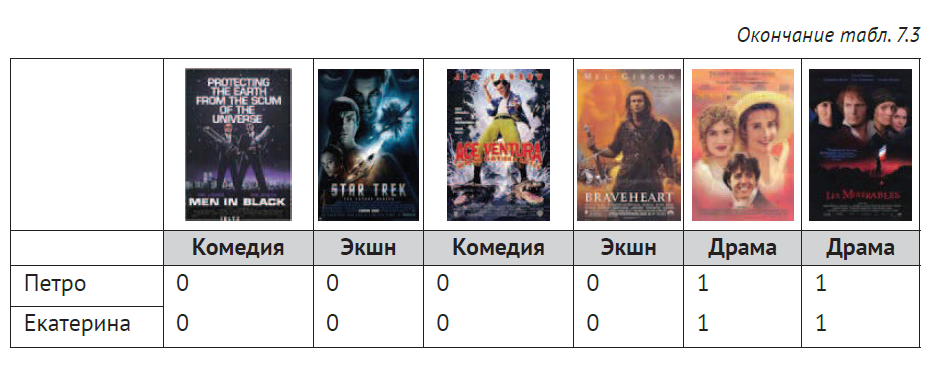 Окончание табл. 7.3
PROTECTING
THE EARTH
FROM THE SCUM
OF THE
UNIVERSE
MEN IN BLACK
STAR TREK
JIM CARREY
ACE VENTURA
MEL GIBSON
BRAVEHEART
LES MISÉRABLES
Комедия Экшн Комедия Экшн Драма Драма
Петро 0 0 0 0 1 1
Екатерина 0 0 0 0 1 1